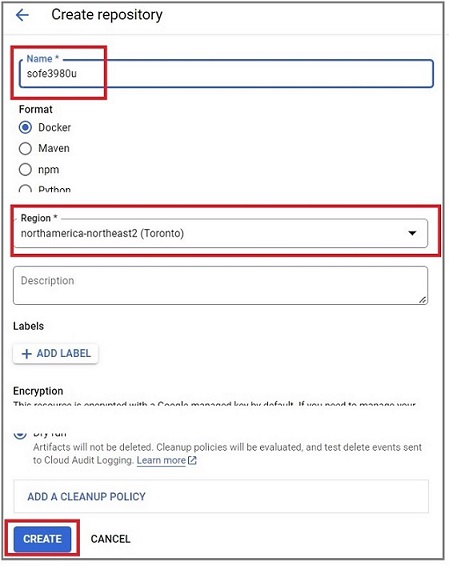 Create repository
Name *
sofe3980u
Format
Docker
Maven
npm
Python
Region *
northamerica-northeast2 (Toronto)
Description
Labels
ADD LABEL
Encryption
This resource is encrypted with a Google managed key by default. If you need to manage your
Dry run
Artifacts will not be deleted. Cleanup policies will be evaluated, and test delete events sent
to Cloud Audit Logging. Learn more
ADD A CLEANUP POLICY
CREATE CANCEL